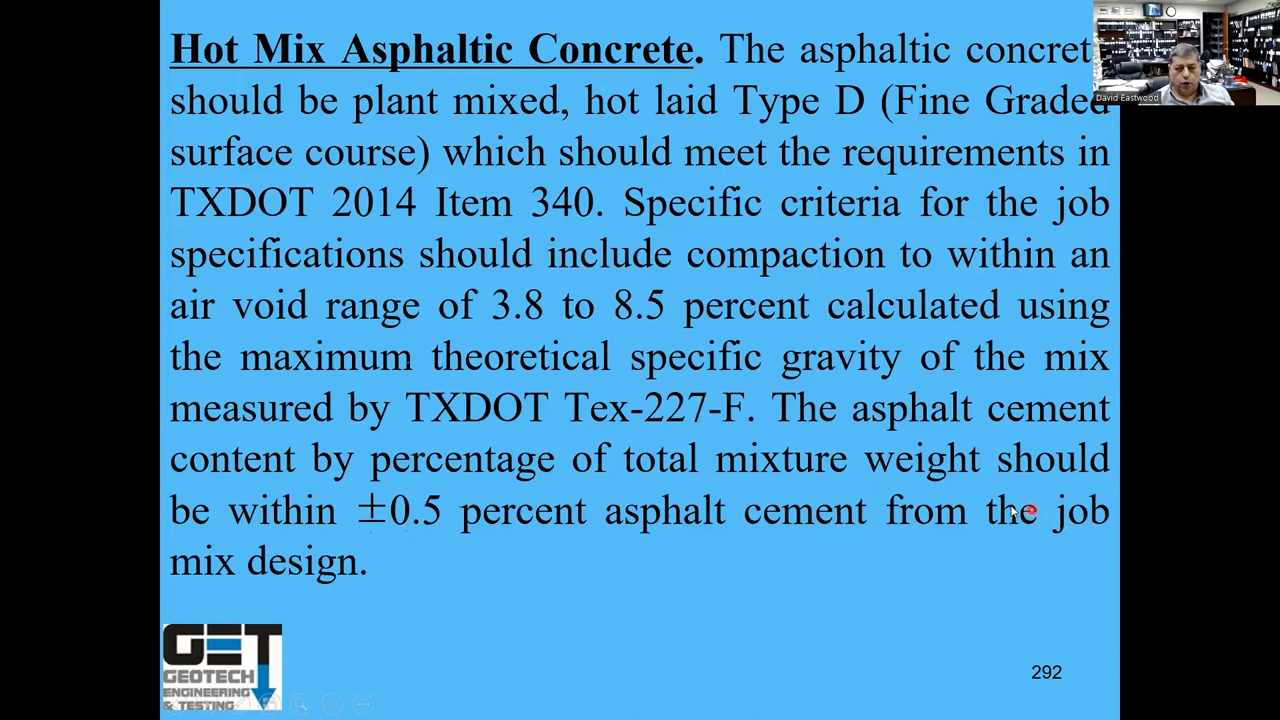 Hot Mix Asphaltic Concrete. The asphaltic concret
should be plant mixed, hot laid Type D (Fine Graded
surface course) which should meet the requirements in
TXDOT 2014 Item 340. Specific criteria for the job
specifications should include compaction to within an
air void range of 3.8 to 8.5 percent calculated using
the maximum theoretical specific gravity of the mix
measured by TXDOT Tex-227-F. The asphalt cement
content by percentage of total mixture weight should
be within ±0.5 percent asphalt cement from the job
mix design.
David Eastwood
GET
GEOTECH
ENGINEERING
& TESTING
292